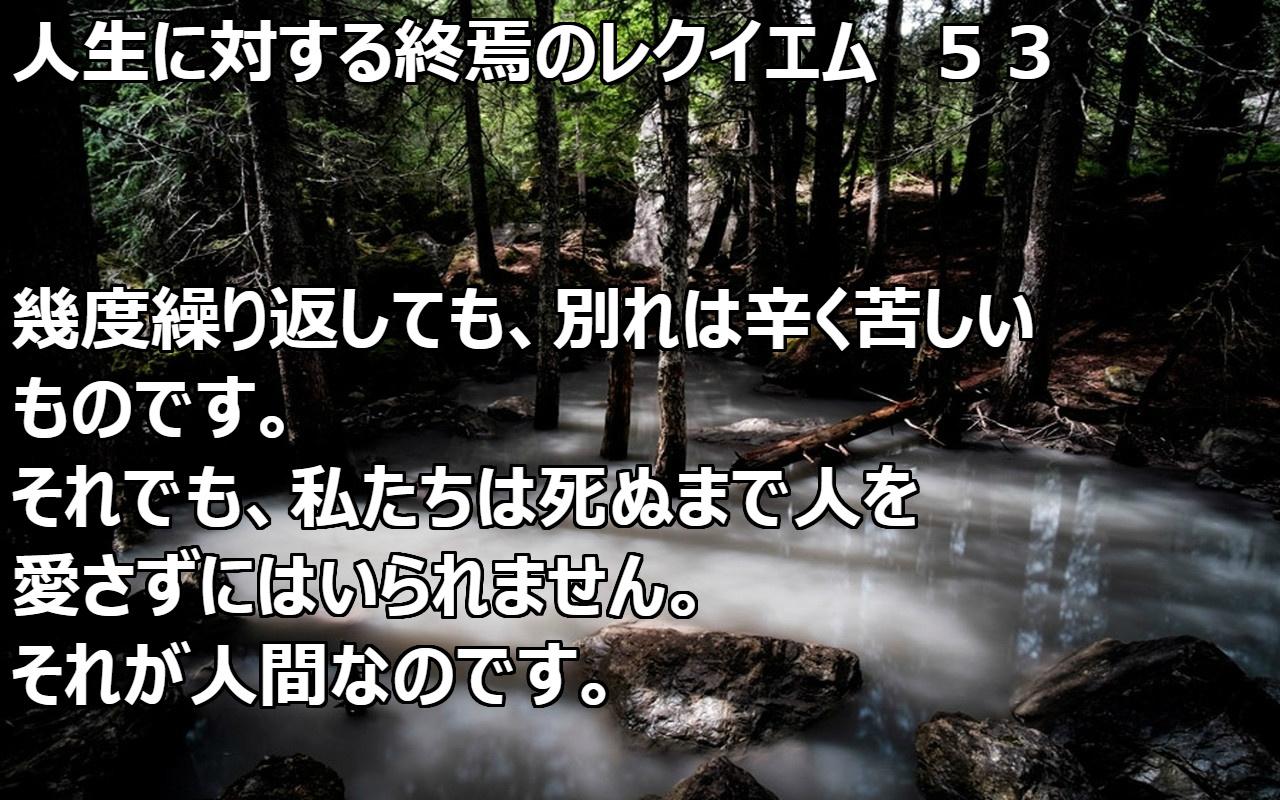 人生に対する終焉のレクイエム　５３
幾度繰り返しても、別れは辛く苦しい
ものです。
それでも、私たちは死ぬまで人を
愛さずにはいられません。
それが人間なのです。